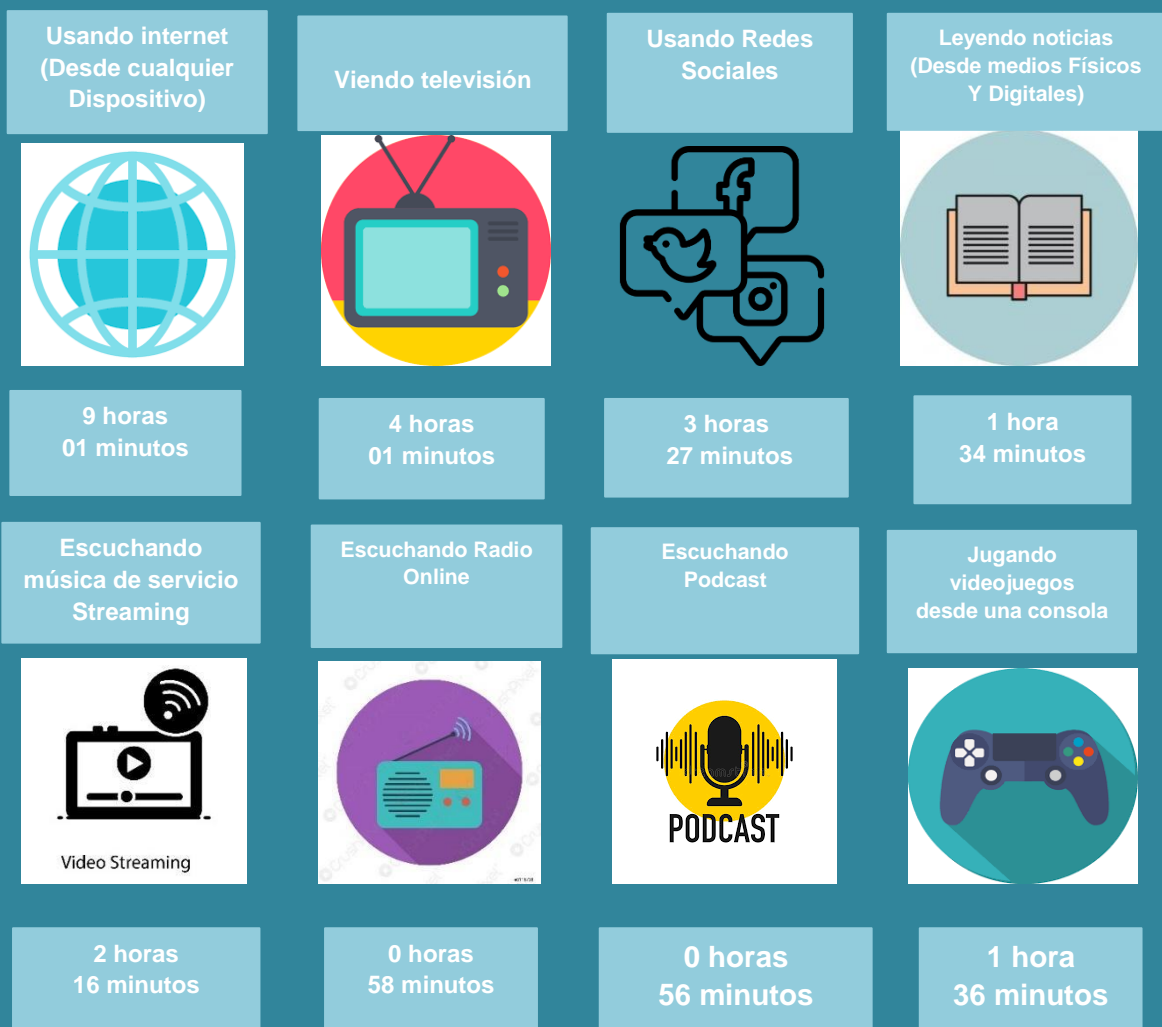 Usando internet
(Desde cualquier
Dispositivo)
Viendo televisión
Usando Redes
Sociales
Leyendo noticias
(Desde medios Físicos
Y Digitales)
9 horas
01 minutos
4 horas
01 minutos
3 horas
27 minutos
1 hora
34 minutos
Escuchando
música de servicio
Streaming
Escuchando Radio
Online
Escuchando
Podcast
Jugando
videojuegos
desde una consola
Video Streaming
PODCAST
2 horas
16 minutos
0 horas
58 minutos
0 horas
56 minutos
1 hora
36 minutos